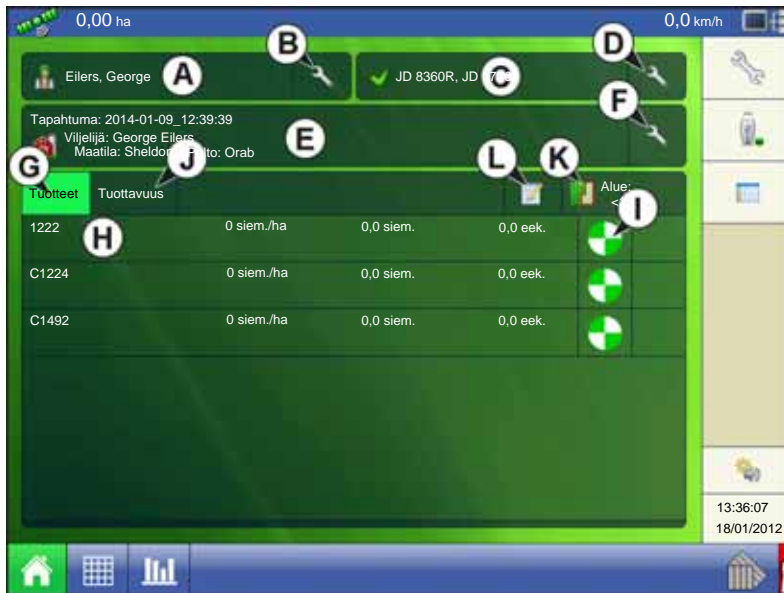 0,00 ha 0,0 km/h
B D
Eilers, George A JD 8360R, JD C
F
Tapahtuma: 2014-01-09_12:39:39
Viljelijä: George Eilers E
Maatila: Sheldon Orab
G J L K
Tuotteet Tuottavuus Alue:
< I
1222 H 0 siem./ha 0,0 siem. 0,0 eek.
C1224 0 siem./ha 0,0 siem. 0,0 eek.
C1492 0 siem./ha 0,0 siem. 0,0 eek.
13:36:07
18/01/2012